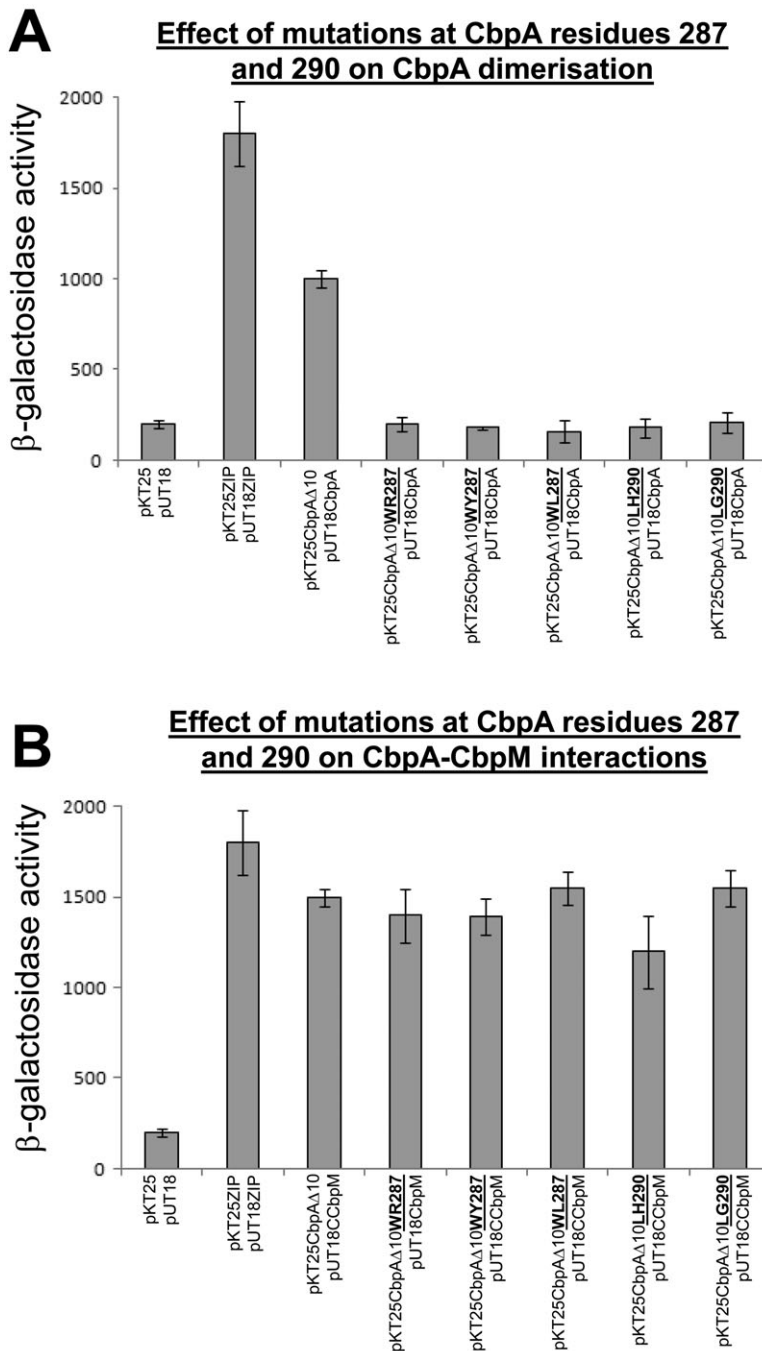 A
Effect of mutations at CbpA residues 287
and 290 on CbpA dimerisation
β-galactosidase activity
2000
1500
1000
500
0
pKT25
pUT18
pKT25ZIP
pUT18ZIP
pKT25CbpAΔ10
pUT18CbpA
pKT25CbpAΔ10WR287
pUT18CbpA
pKT25CbpAΔ10WY287
pUT18CbpA
pKT25CbpAΔ10WL287
pUT18CbpA
pKT25CbpAΔ10LH290
pUT18CbpA
pKT25CbpAΔ10LG290
pUT18CbpA
B
Effect of mutations at CbpA residues 287
and 290 on CbpA-CbpM interactions
β-galactosidase activity
2000
1500
1000
500
0
pKT25
pUT18
pKT25ZIP
pUT18ZIP
pKT25CbpAΔ10
pUT18CCbpM
pKT25CbpAΔ10WR287
pUT18CbpM
pKT25CbpAΔ10WY287
pUT18CCbpM
pKT25CbpAΔ10WL287
pUT18CCbpM
pKT25CbpAΔ10LH290
pUT18CCbpM
pKT25CbpAΔ10LG290
pUT18CCbpM